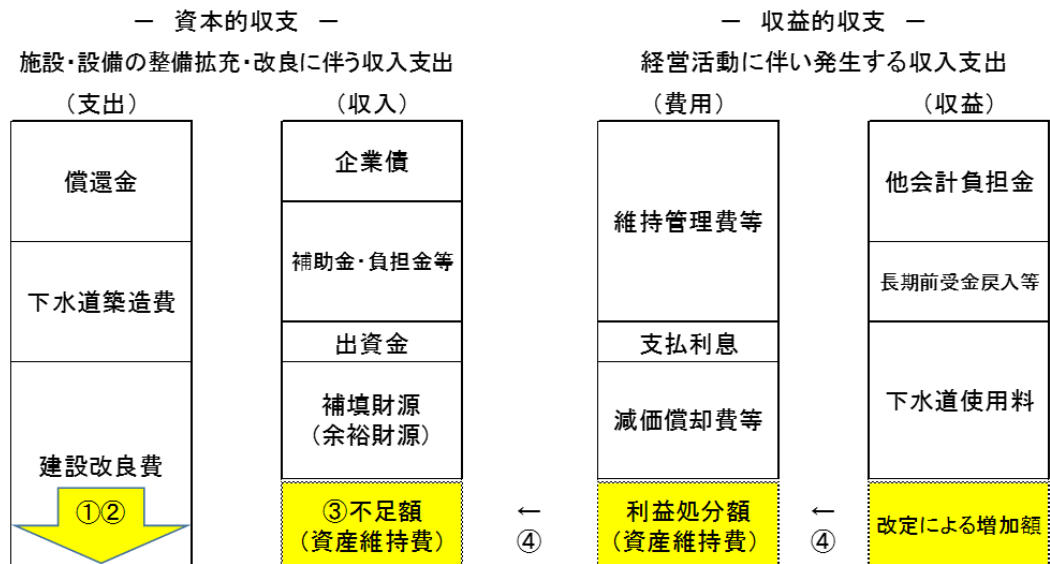 － 資本的収支 －
施設・設備の整備拡充・改良に伴う収入支出
（支出）
（収入）
償還金
下水道築造費
建設改良費
①②
企業債
補助金・負担金等
出資金
補填財源
（余裕財源）
③不足額
（資産維持費）
←
④
－ 収益的収支 －
経営活動に伴い発生する収入支出
（費用）
（収益）
維持管理費等
支払利息
減価償却費等
利益処分額
（資産維持費）
←
④
他会計負担金
長期前受金戻入等
下水道使用料
改定による増加額